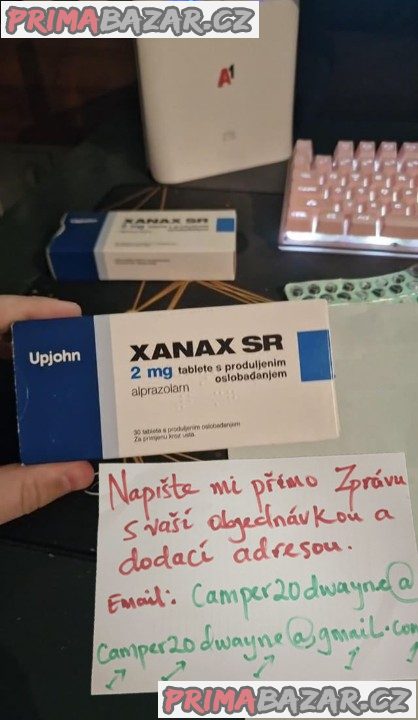 PRIMABAZAR.CZ
A1
XANAX SR
2 mg
Upjohn
XANAX SR
2 mg tablete s produljenim
oslobađanjem
alprazolam
30 tableta s produljenim oslobađanjem
Za primjenu kroz usta.
Napište mi přímo Zprávu
s vaší objednávkou a
dodací adresou.
Email: Camper20dwayne@
camper20dwayne@gmail.com
PRIMABAZAR.CZ